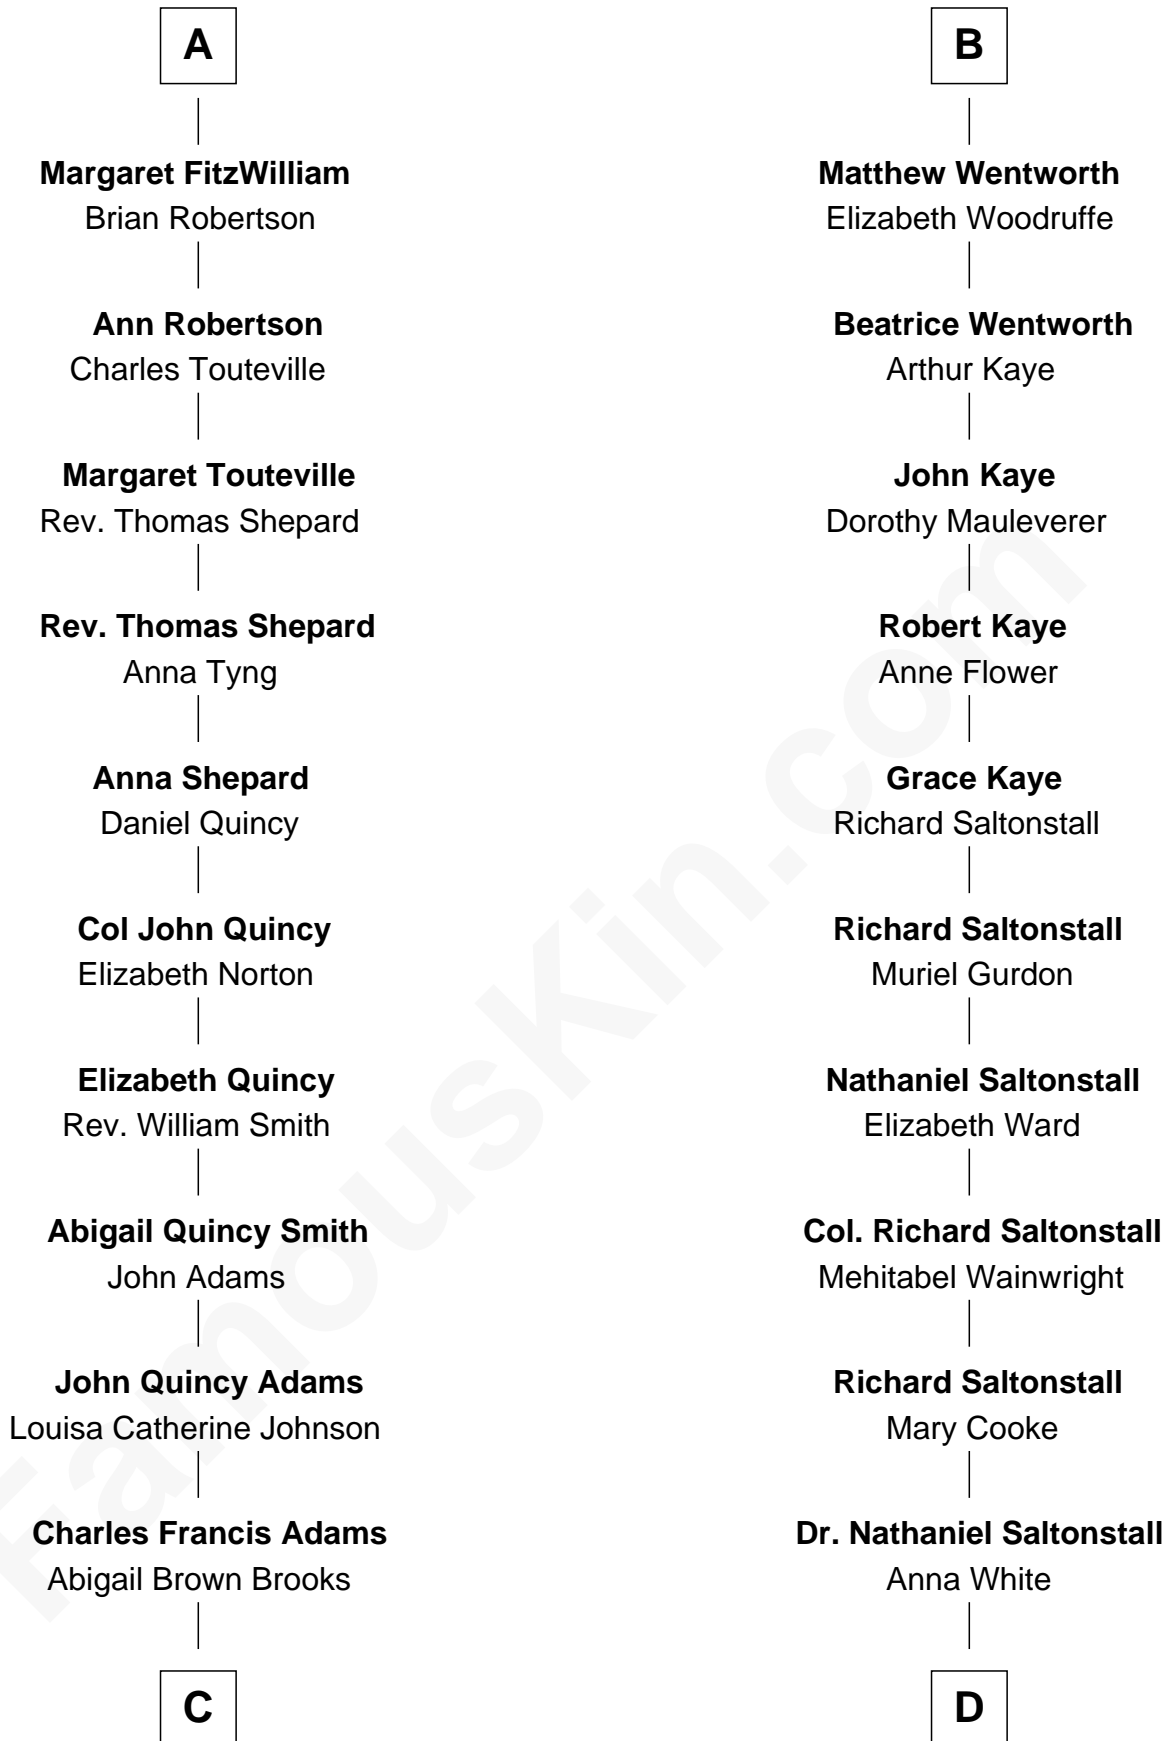 A
Margaret FitzWilliam
Brian Robertson
Ann Robertson
Charles Touteville
Margaret Touteville
Rev. Thomas Shepard
Rev. Thomas Shepard
Anna Tyng
Anna Shepard
Daniel Quincy
Col John Quincy
Elizabeth Norton
Elizabeth Quincy
Rev. William Smith
Abigail Quincy Smith
John Adams
John Quincy Adams
Louisa Catherine Johnson
Charles Francis Adams
Abigail Brown Brooks
C
B
Matthew Wentworth
Elizabeth Woodruffe
Beatrice Wentworth
Arthur Kaye
John Kaye
Dorothy Mauleverer
Robert Kaye
Anne Flower
Grace Kaye
Richard Saltonstall
Richard Saltonstall
Muriel Gurdon
Nathaniel Saltonstall
Elizabeth Ward
Col. Richard Saltonstall
Mehitabel Wainwright
Richard Saltonstall
Mary Cooke
Dr. Nathaniel Saltonstall
Anna White
D
FamousKin.com